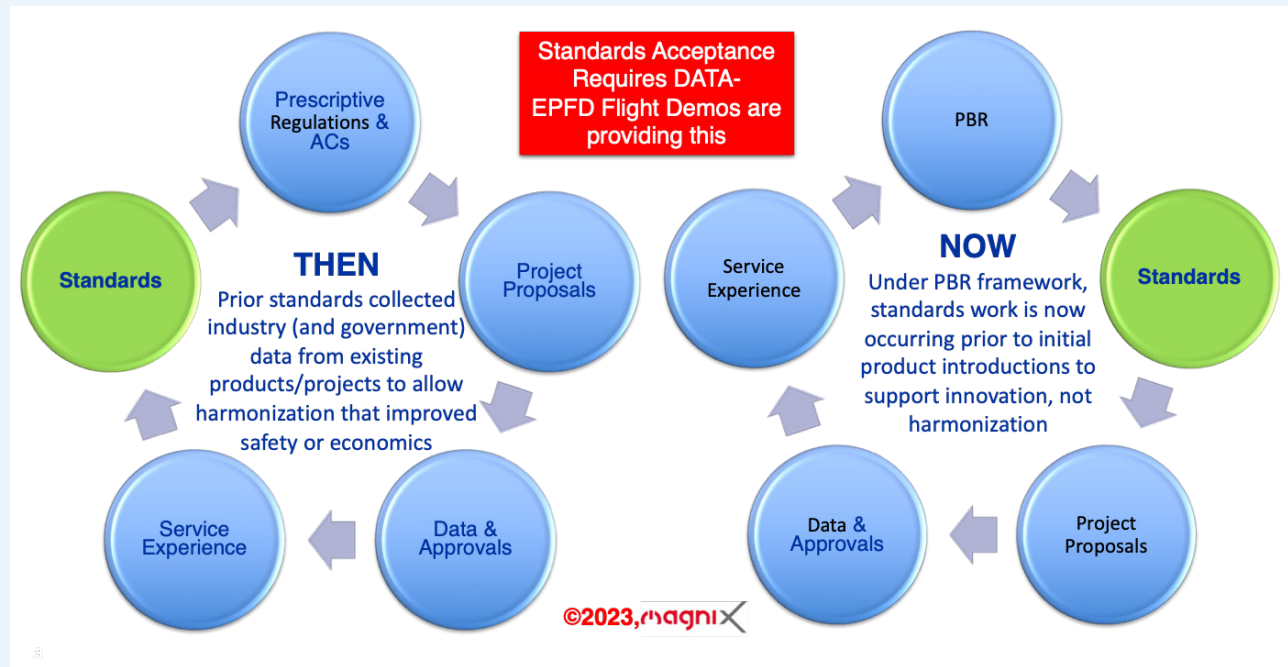 Standards Acceptance
Requires DATA-
EPFD Flight Demos are
providing this
Prescriptive
Regulations &
ACs
Standards
Project
Proposals
THEN
Prior standards collected
industry (and government)
data from existing
products/projects to allow
harmonization that improved
safety or economics
Service
Experience
Data &
Approvals
PBR
Service
Experience
Standards
NOW
Under PBR framework,
standards work is now
occurring prior to initial
product introductions to
support innovation, not
harmonization
Data &
Approvals
Project
Proposals
©2023, magniX